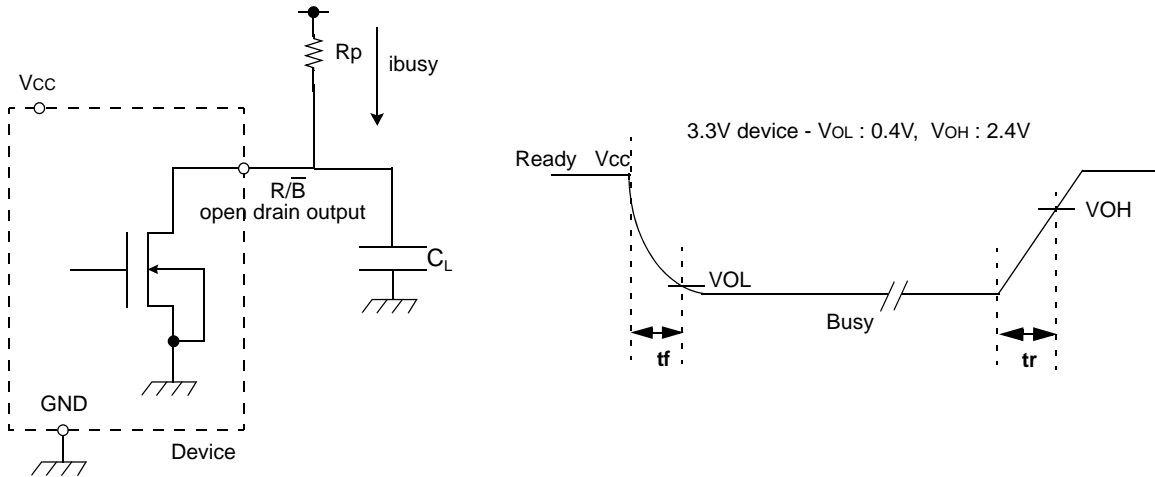 Rp
ibusy
VCC
R/B̅
open drain output
CL
GND
Device
3.3V device - VOL : 0.4V, VOH : 2.4V
Ready Vcc
VOH
VOL
Busy
tf
tr